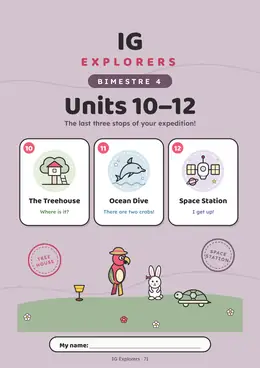 IG
EXPLORERS
BIMESTRE 4
Units 10–12
The last three stops of your expedition!
10
11
12
The Treehouse
Ocean Dive
Space Station
Where is it?
There are two crabs!
I get up!
TREE
HOUSE
SPACE
STATION
My name:
IG Explorers · 71